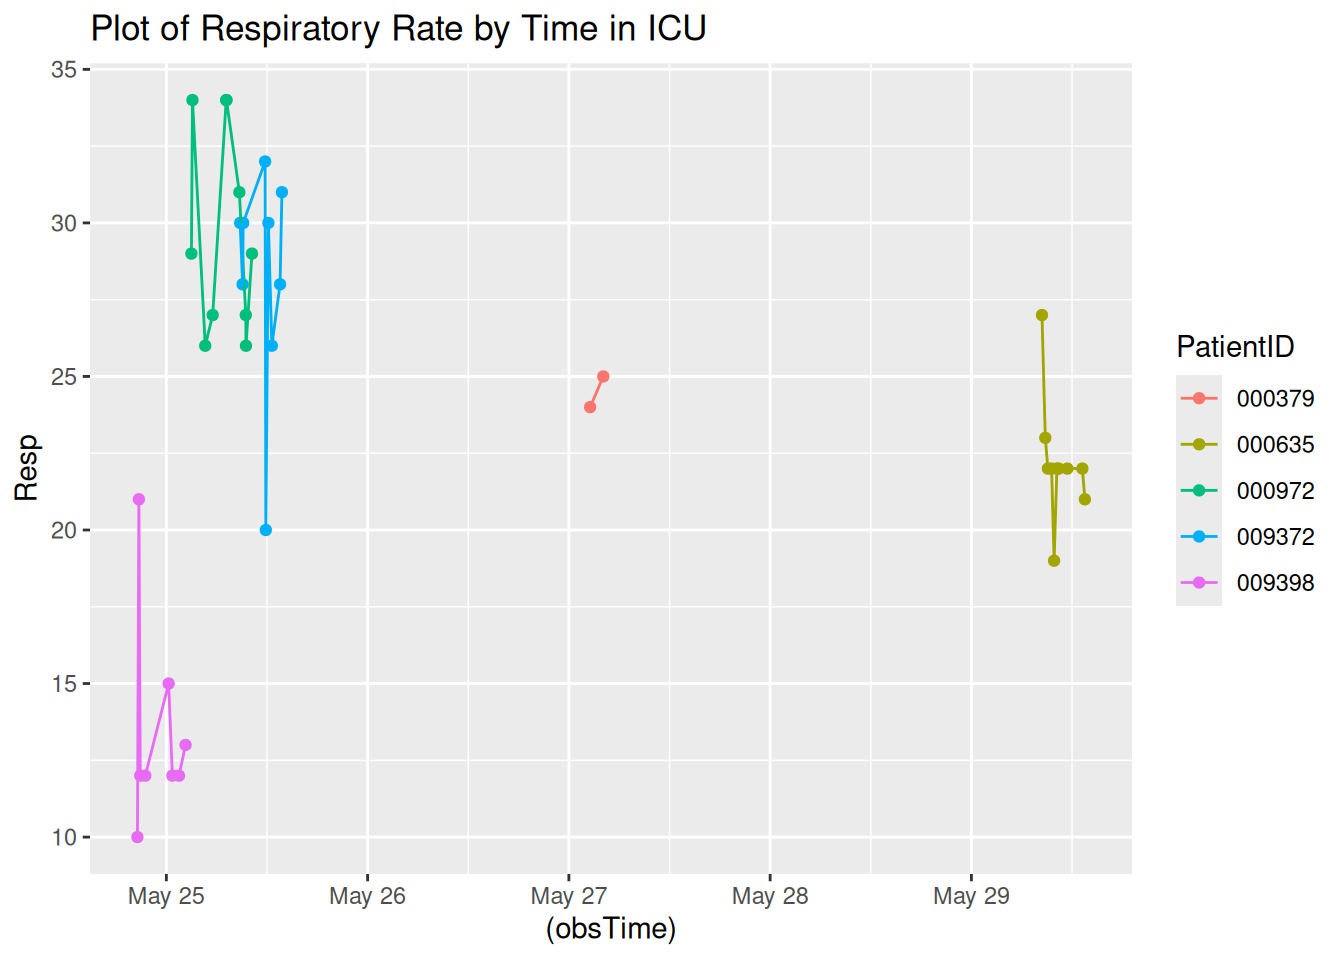 Plot of Respiratory Rate by Time in ICU
35
30
25
20
15
10
Resp
May 25 May 26 May 27 May 28 May 29
(obsTime)
PatientID
000379
000635
000972
009372
009398